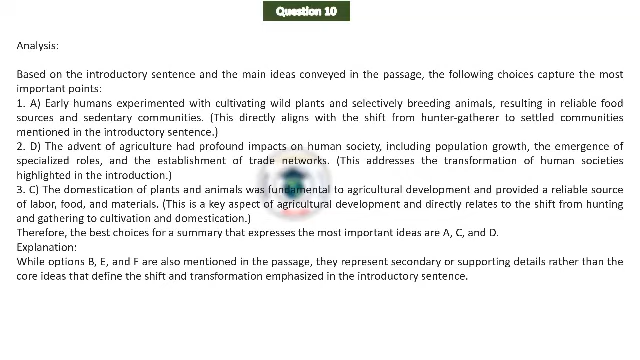 Question 10
Analysis:
Based on the introductory sentence and the main ideas conveyed in the passage, the following choices capture the most
important points:
1. A) Early humans experimented with cultivating wild plants and selectively breeding animals, resulting in reliable food
sources and sedentary communities. (This directly aligns with the shift from hunter-gatherer to settled communities
mentioned in the introductory sentence.)
2. D) The advent of agriculture had profound impacts on human society, including population growth, the emergence of
specialized roles, and the establishment of trade networks. (This addresses the transformation of human societies
highlighted in the introduction.)
3. C) The domestication of plants and animals was fundamental to agricultural development and provided a reliable source
of labor, food, and materials. (This is a key aspect of agricultural development and directly relates to the shift from hunting
and gathering to cultivation and domestication.)
Therefore, the best choices for a summary that expresses the most important ideas are A, C, and D.
Explanation:
While options B, E, and F are also mentioned in the passage, they represent secondary or supporting details rather than the
core ideas that define the shift and transformation emphasized in the introductory sentence.